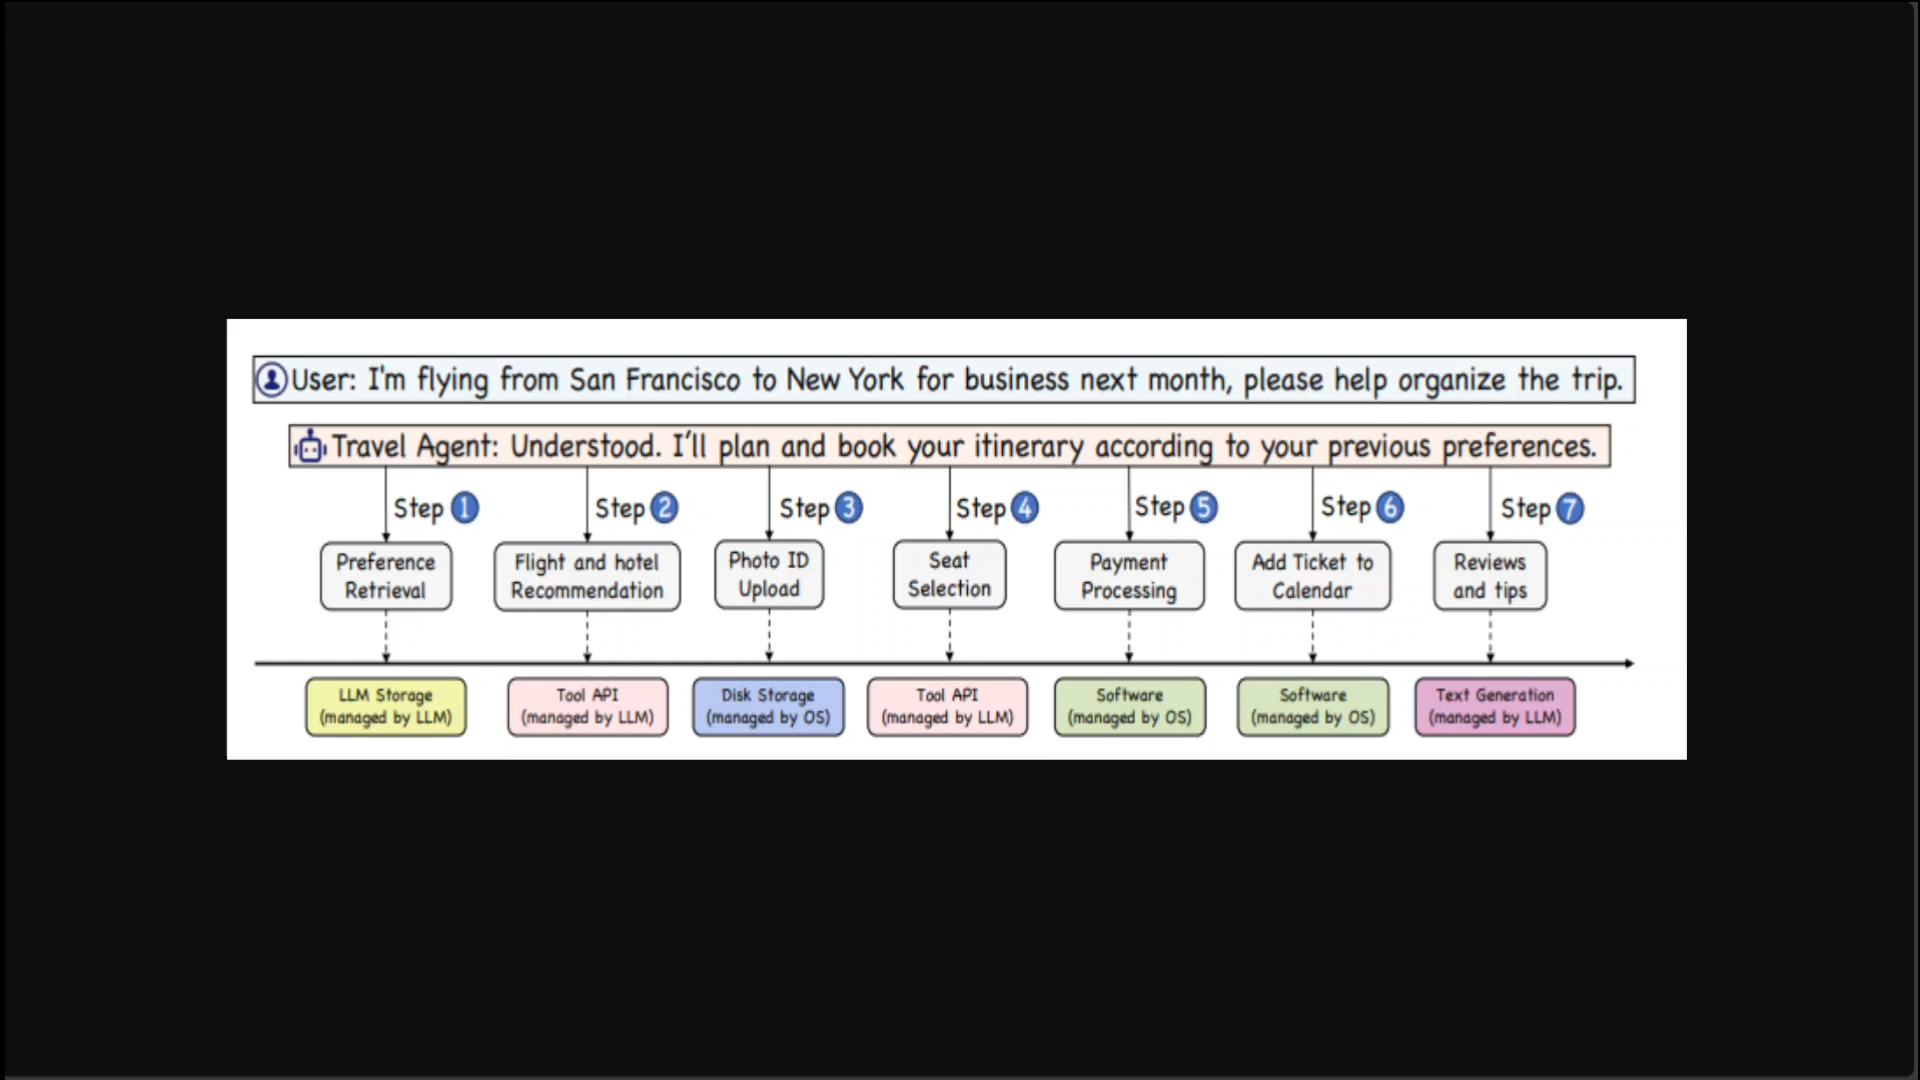 User: I'm flying from San Francisco to New York for business next month, please help organize the trip.
Travel Agent: Understood. I'll plan and book your itinerary according to your previous preferences.
Step 1
Step 2
Step 3
Step 4
Step 5
Step 6
Step 7
Preference
Retrieval
Flight and hotel
Recommendation
Photo ID
Upload
Seat
Selection
Payment
Processing
Add Ticket to
Calendar
Reviews
and tips
LLM Storage
(managed by LLM)
Tool API
(managed by LLM)
Disk Storage
(managed by OS)
Tool API
(managed by LLM)
Software
(managed by OS)
Software
(managed by OS)
Text Generation
(managed by LLM)